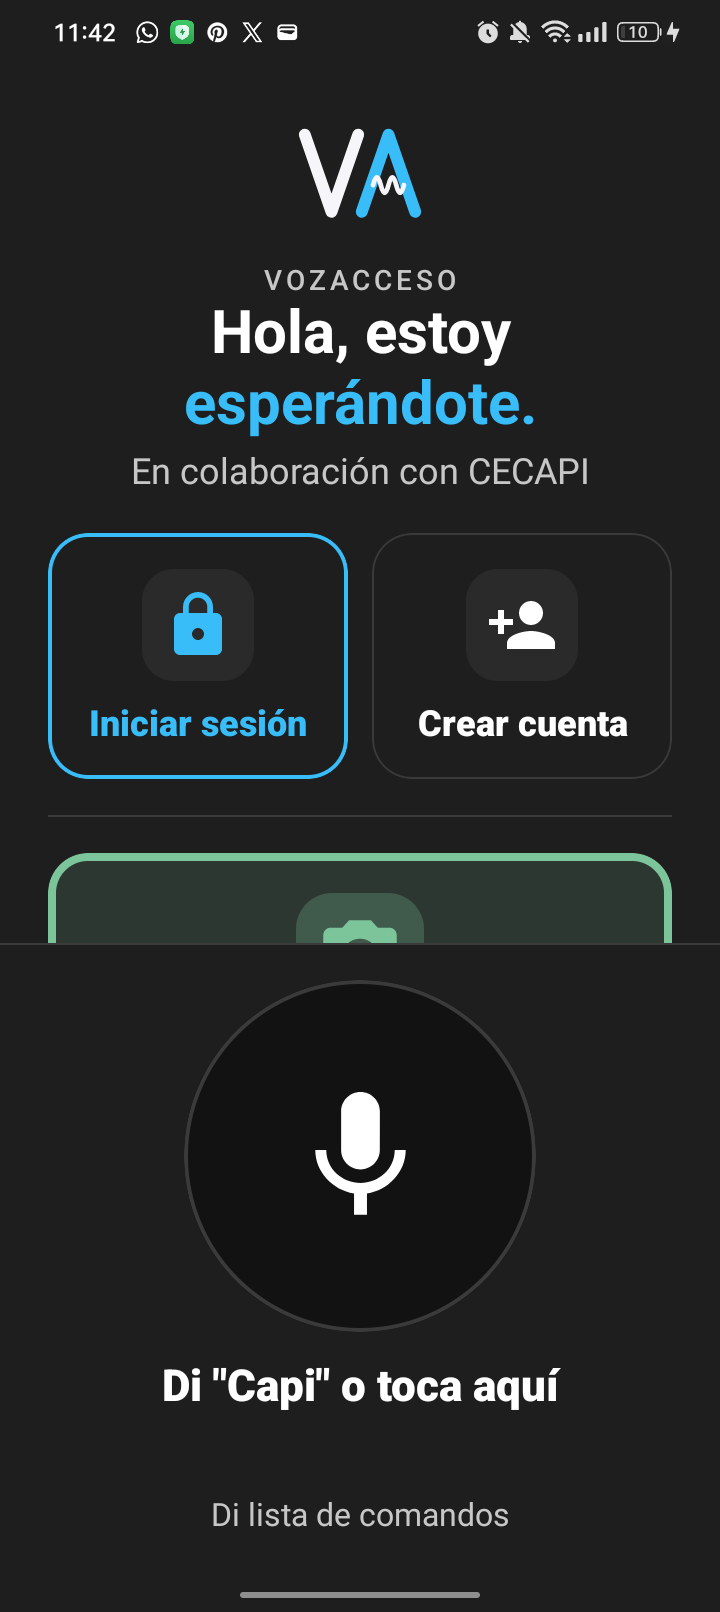 11:42
10
VA
VOZACCESO
Hola, estoy
esperándote.
En colaboración con CECAPI
Iniciar sesión
Crear cuenta
Di "Capi" o toca aquí
Di lista de comandos